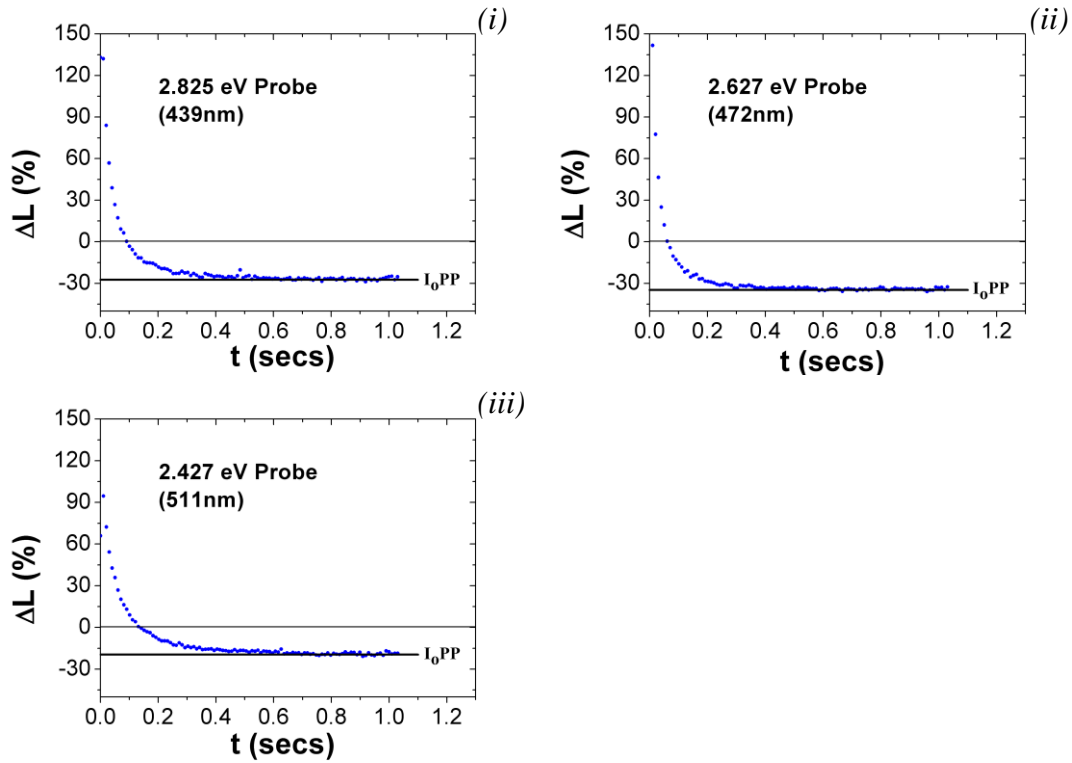 (i)
150
120
90
60
30
0
-30
ΔL (%)
2.825 eV Probe
(439nm)
I₀PP
0.0 0.2 0.4 0.6 0.8 1.0 1.2
t (secs)
(ii)
150
120
90
60
30
0
-30
ΔL (%)
2.627 eV Probe
(472nm)
I₀PP
0.0 0.2 0.4 0.6 0.8 1.0 1.2
t (secs)
(iii)
150
120
90
60
30
0
-30
ΔL (%)
2.427 eV Probe
(511nm)
I₀PP
0.0 0.2 0.4 0.6 0.8 1.0 1.2
t (secs)